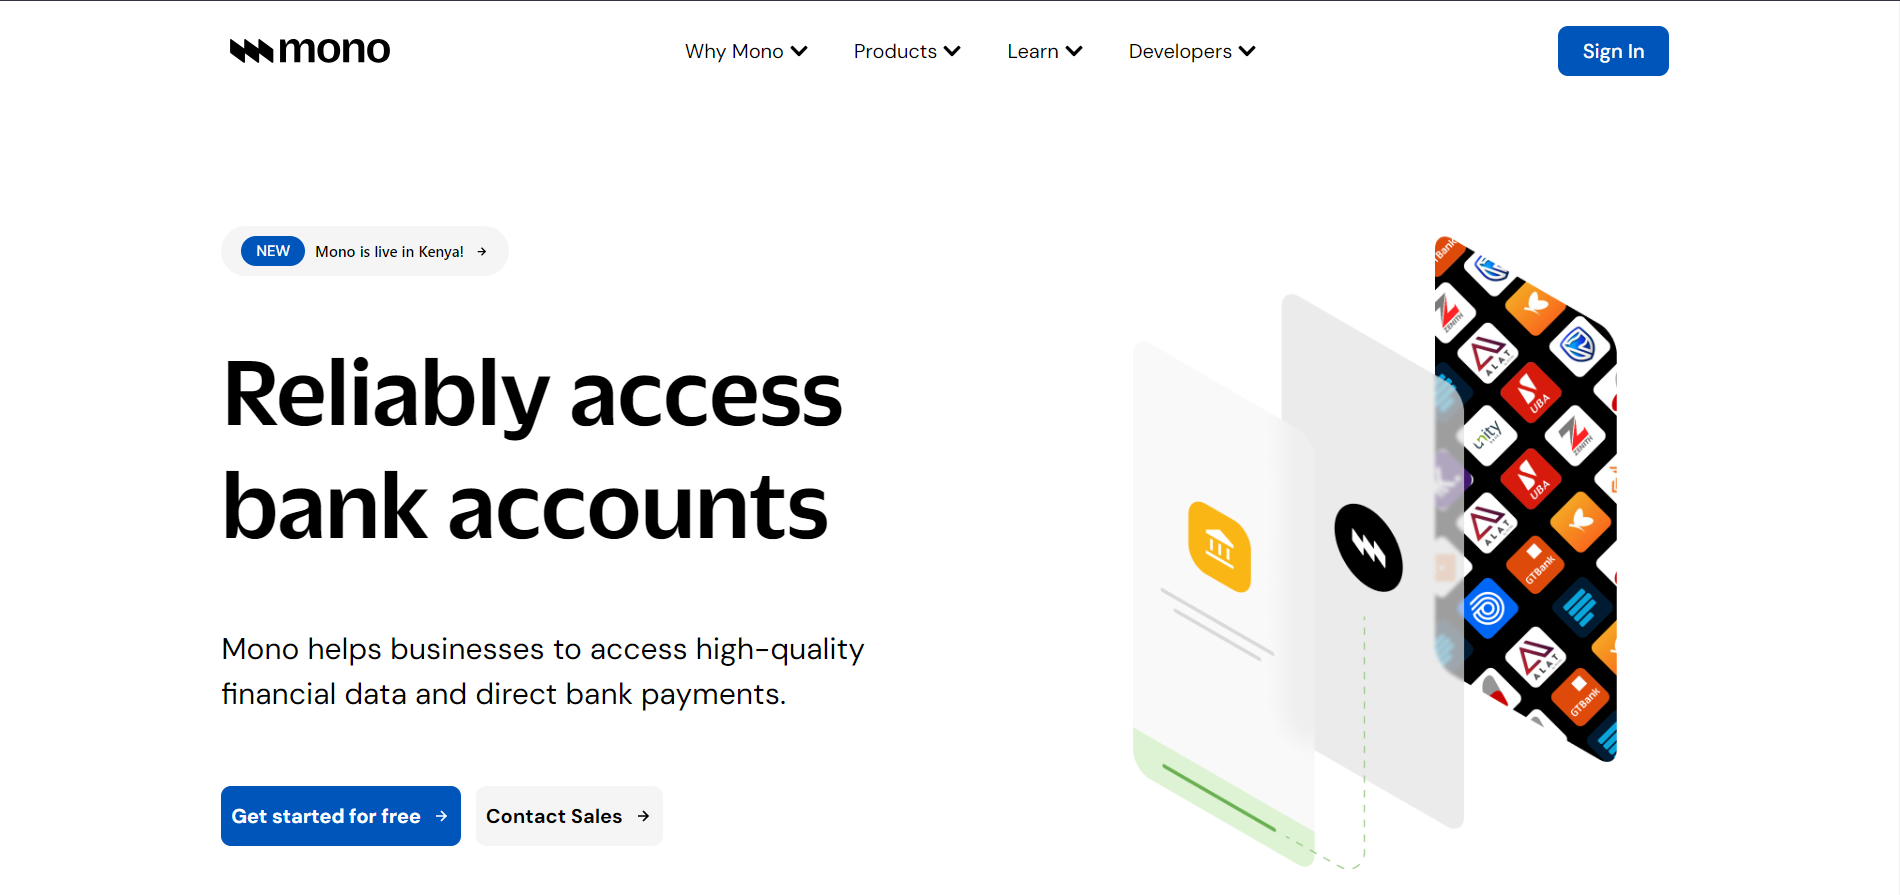 mono
Why Mono
Products
Learn
Developers
Sign In
NEW Mono is live in Kenya! →
Reliably access
bank accounts
Mono helps businesses to access high-quality
financial data and direct bank payments.
Get started for free →
Contact Sales →
GTBank
ZENITH
ALAT
UBA
unity
ZENITH
UBA
ALAT
GTBank
ALAT
GTBank